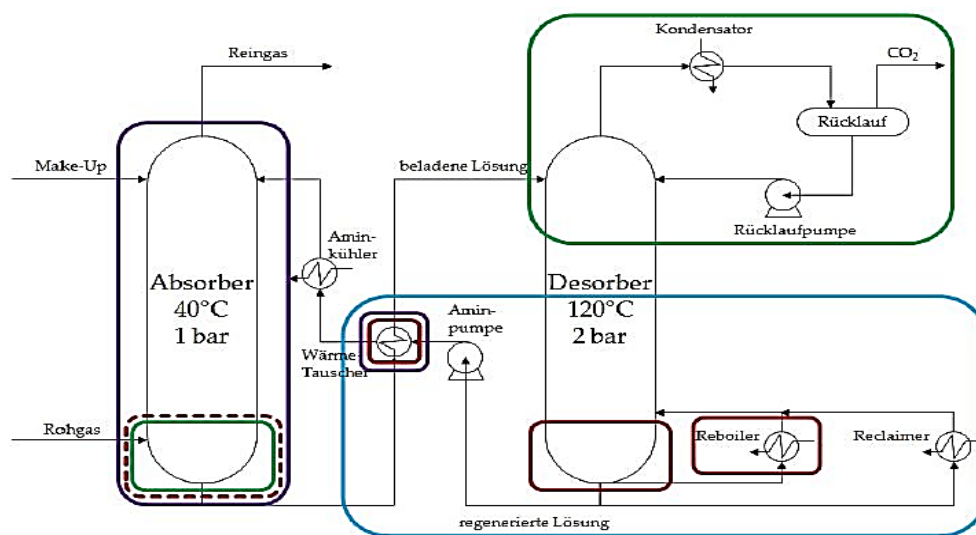 Kondensator
CO₂
Reingas
Rücklauf
Make-Up
beladene Lösung
Rücklaufpumpe
Amin-
kühler
Absorber
40°C
1 bar
Desorber
120°C
2 bar
Amin-
pumpe
Wärme-
Tauscher
Rohgas
Reboiler
Reclaimer
regenerierte Lösung